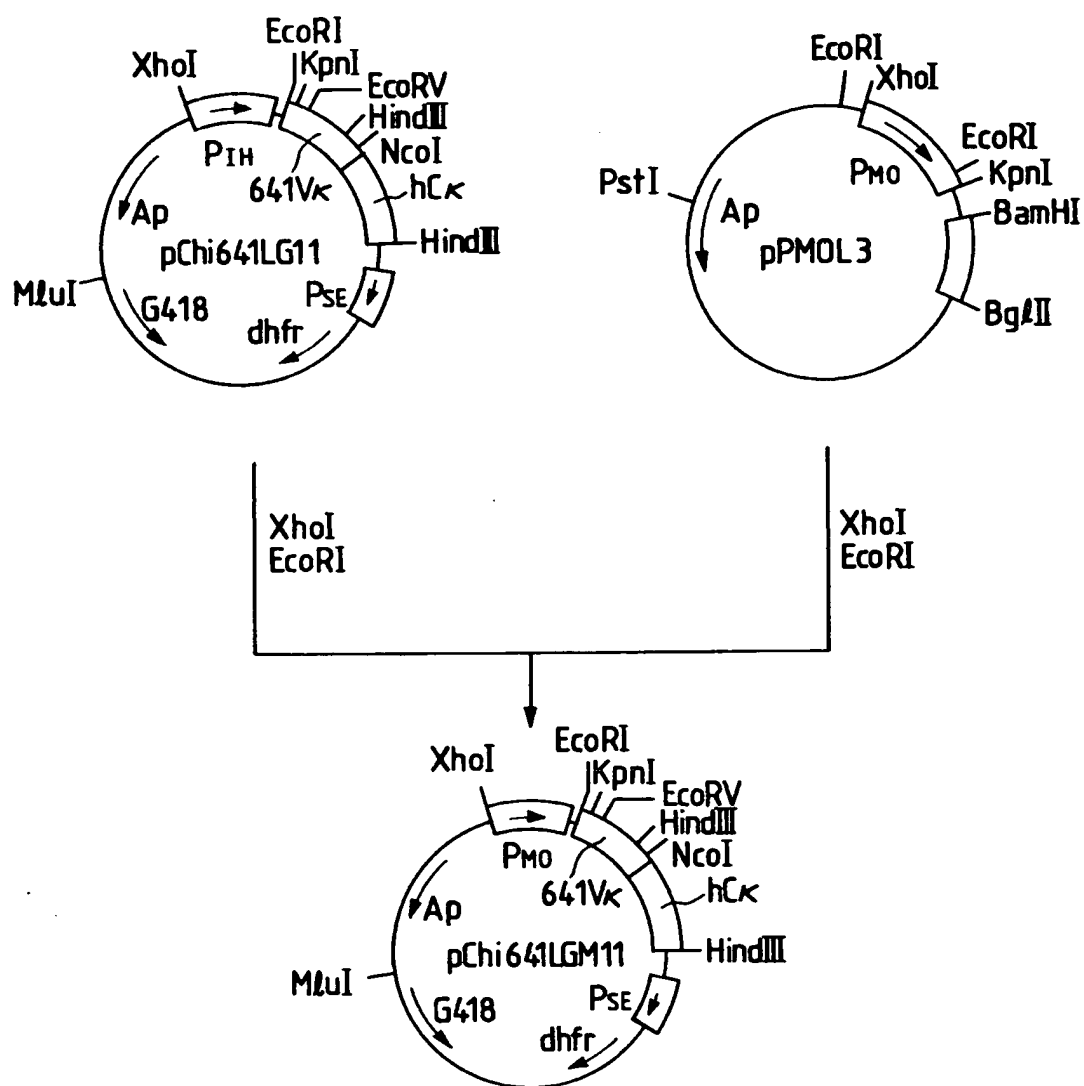 XhoI
EcoRI
KpnI
EcoRV
HindIII
NcoI
PIH
641Vκ
hCκ
Ap
pChi641LG11
HindIII
MluI
G418
PSE
dhfr
EcoRI
XhoI
EcoRI
KpnI
PMO
PstI
BamHI
Ap
pPMOL3
BglII
XhoI
EcoRI
XhoI
EcoRI
XhoI
EcoRI
KpnI
EcoRV
HindIII
NcoI
PMO
641Vκ
hCκ
Ap
pChi641LGM11
HindIII
MluI
G418
PSE
dhfr